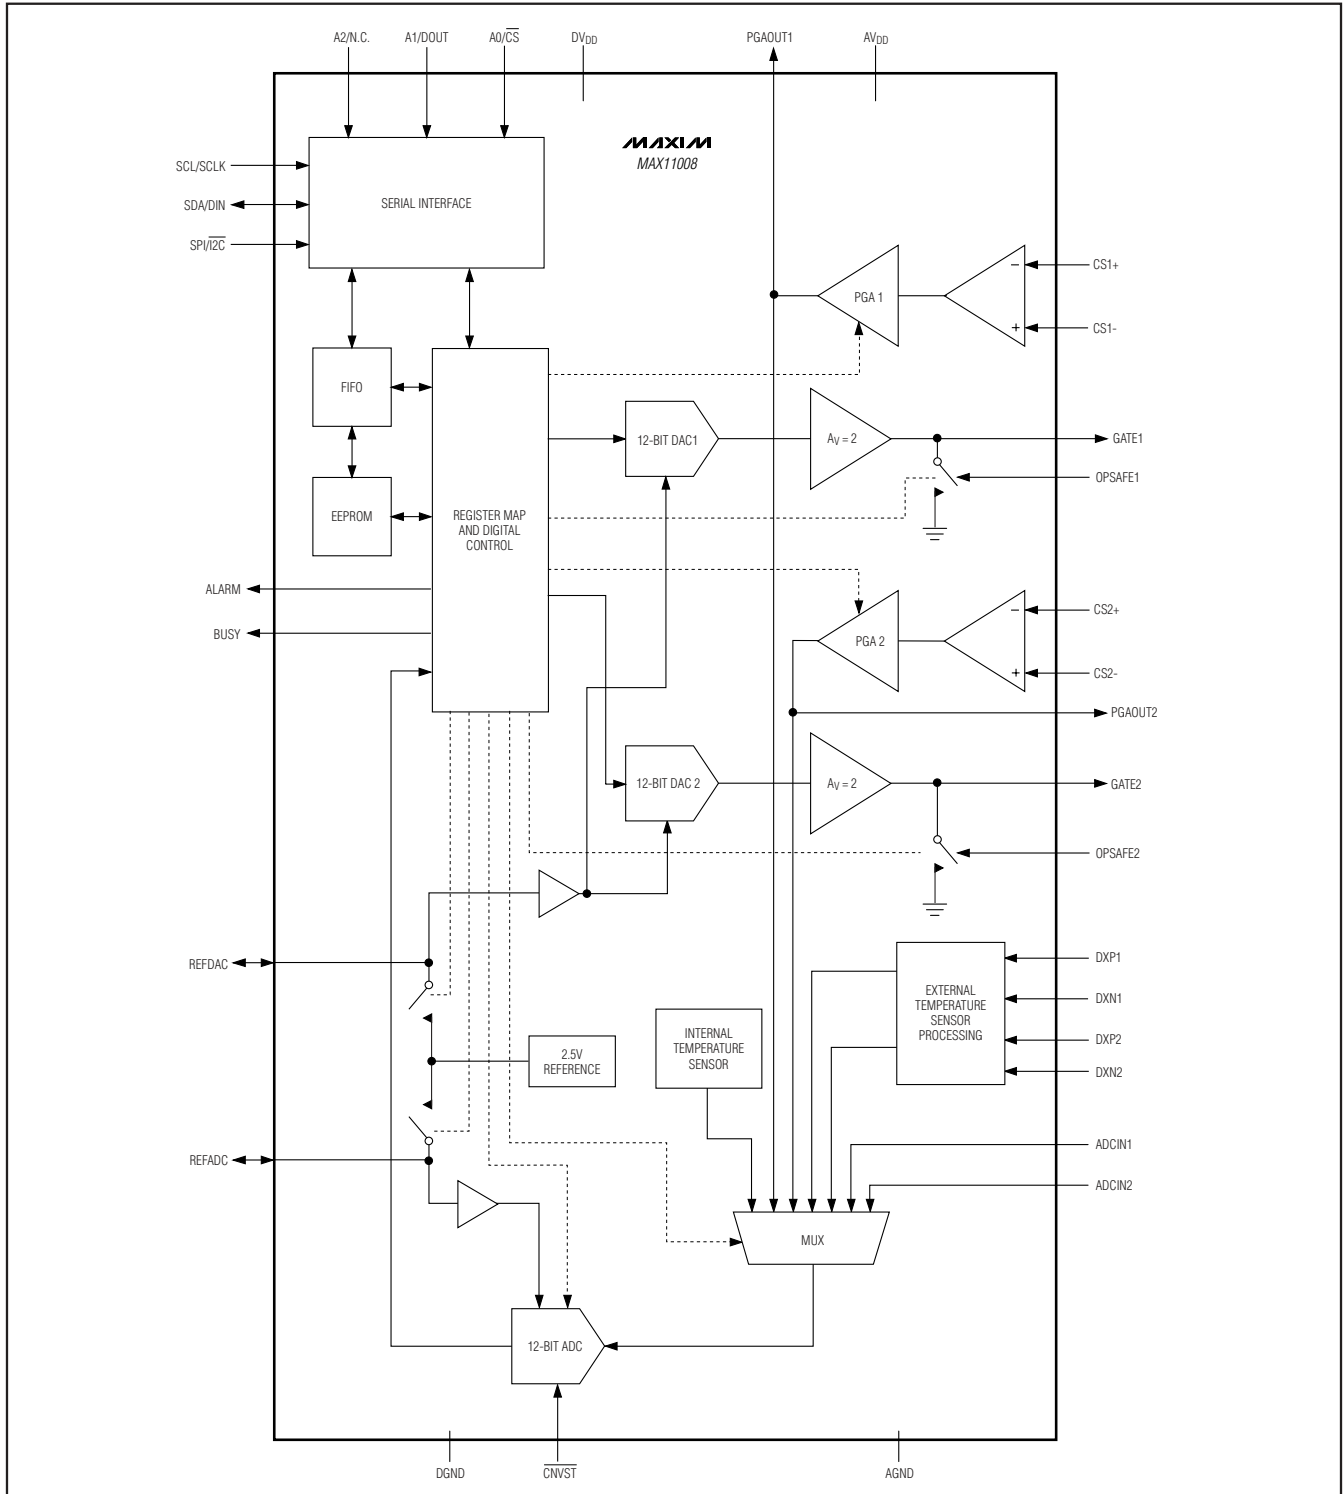 A2/N.C.
A1/DOUT
A0/C̅S̅
DVDD
PGAOUT1
AVDD
MAXIM
MAX11008
SCL/SCLK
SDA/DIN
SPI/I̅2̅C̅
SERIAL INTERFACE
CS1+
−
PGA 1
+
CS1-
FIFO
12-BIT DAC1
AV = 2
GATE1
OPSAFE1
EEPROM
REGISTER MAP
AND DIGITAL
CONTROL
ALARM
BUSY
CS2+
−
PGA 2
+
CS2-
PGAOUT2
12-BIT DAC 2
AV = 2
GATE2
OPSAFE2
REFDAC
DXP1
EXTERNAL
TEMPERATURE
SENSOR
PROCESSING
DXN1
DXP2
DXN2
INTERNAL
TEMPERATURE
SENSOR
2.5V
REFERENCE
ADCIN1
REFADC
ADCIN2
MUX
12-BIT ADC
DGND
C̅N̅V̅S̅T̅
AGND